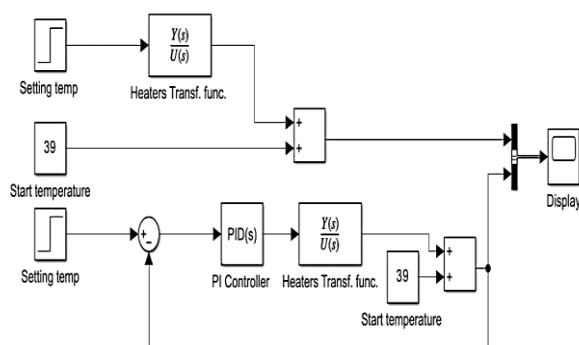 Y(s)
U(s)
Setting temp
Heaters Transf. func.
+
+
39
Start temperature
Display
+
−
PID(s)
Y(s)
U(s)
+
+
39
Setting temp
PI Controller
Heaters Transf. func.
Start temperature